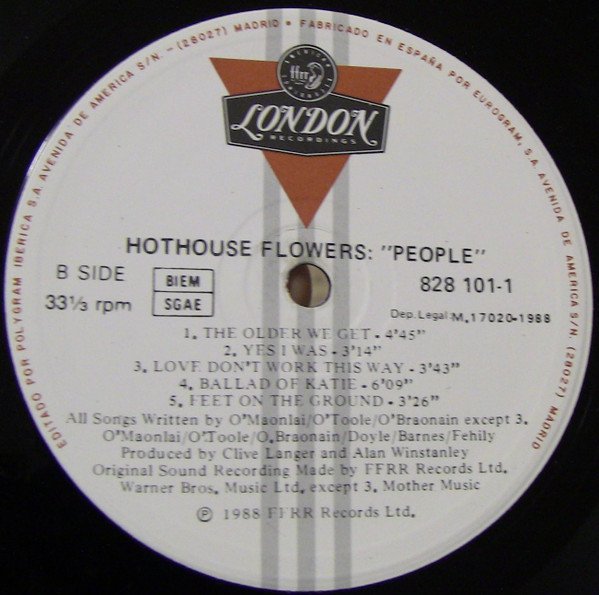 EDITADO POR POLYGRAM IBERICA S.A. AVENIDA DE AMERICA S/N. - (28027) MADRID • FABRICADO EN ESPAÑA POR EUROGRAM, S.A. AVENIDA DE AMERICA S/N. (28027) MADRID
ffrr
LONDON
RECORDINGS
HOTHOUSE FLOWERS: "PEOPLE"
B SIDE
BIEM
828 101-1
33⅓ rpm
SGAE
Dep. Legal: M. 17020-1988
1. THE OLDER WE GET - 4'45"
2. YES I WAS - 3'14"
3. LOVE DON'T WORK THIS WAY - 3'43"
4. BALLAD OF KATIE - 6'09"
5. FEET ON THE GROUND - 3'26"
All Songs Written by O'Maonlai/O'Toole/O'Braonain except 3.
O'Maonlai/O'Toole/O.Braonain/Doyle/Barnes/Fehily
Produced by Clive Langer and Alan Winstanley
Original Sound Recording Made by FFRR Records Ltd.
Warner Bros. Music Ltd. except 3. Mother Music
℗ 1988 FFRR Records Ltd.